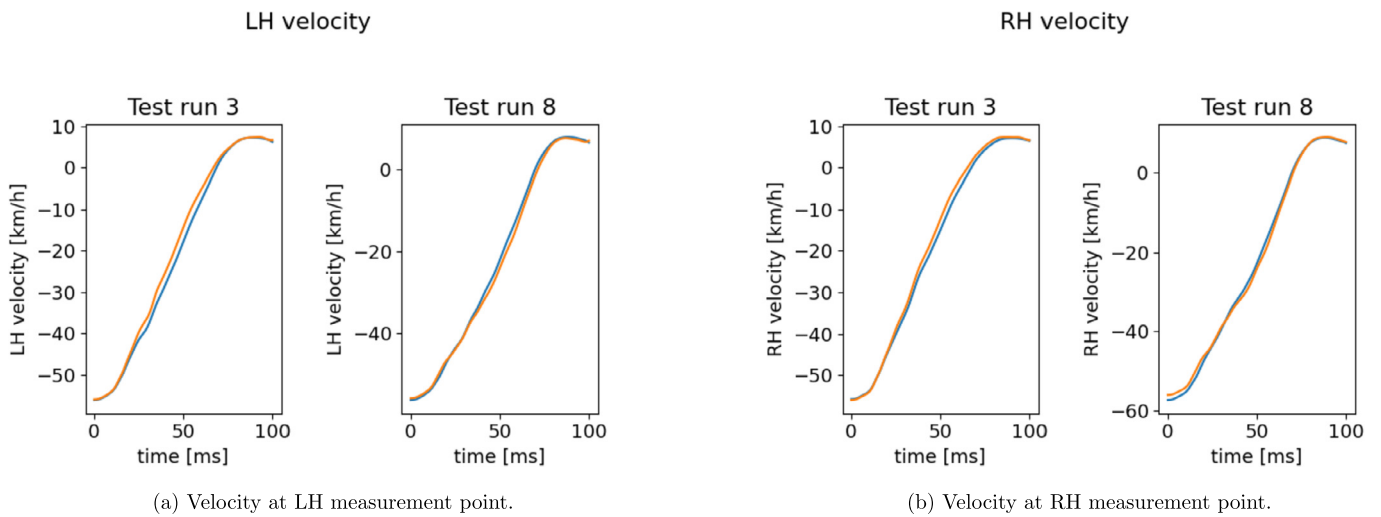 LH velocity
Test run 3
Test run 8
LH velocity [km/h]
10
0
−10
−20
−30
−40
−50
0
50
100
time [ms]
LH velocity [km/h]
0
−20
−40
0
50
100
time [ms]
(a) Velocity at LH measurement point.
RH velocity
Test run 3
Test run 8
RH velocity [km/h]
10
0
−10
−20
−30
−40
−50
0
50
100
time [ms]
RH velocity [km/h]
0
−20
−40
−60
0
50
100
time [ms]
(b) Velocity at RH measurement point.